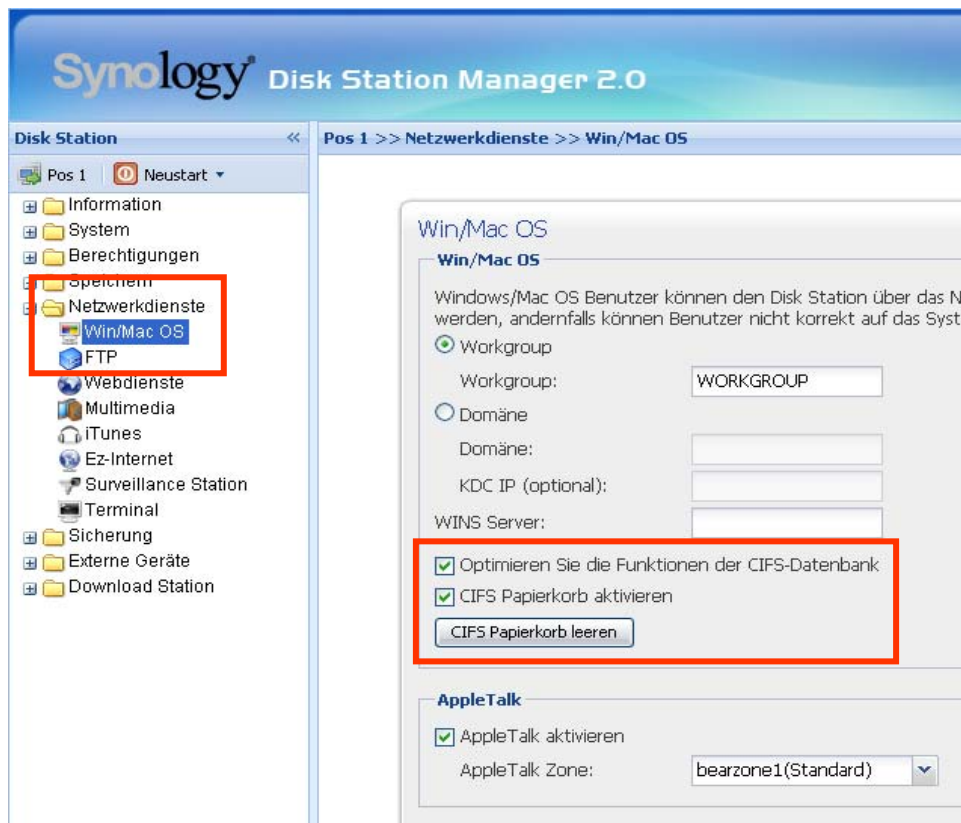 Synology Disk Station Manager 2.0
Disk Station «
Pos 1 >> Netzwerkdienste >> Win/Mac OS
Pos 1 Neustart
Information
System
Berechtigungen
Speichern
Netzwerkdienste
Win/Mac OS
FTP
Webdienste
Multimedia
iTunes
Ez-Internet
Surveillance Station
Terminal
Sicherung
Externe Geräte
Download Station
Win/Mac OS
Win/Mac OS
Windows/Mac OS Benutzer können den Disk Station über das N
werden, andernfalls können Benutzer nicht korrekt auf das Syst
Workgroup
Workgroup: WORKGROUP
Domäne
Domäne:
KDC IP (optional):
WINS Server:
Optimieren Sie die Funktionen der CIFS-Datenbank
CIFS Papierkorb aktivieren
CIFS Papierkorb leeren
AppleTalk
AppleTalk aktivieren
AppleTalk Zone: bearzone1(Standard)